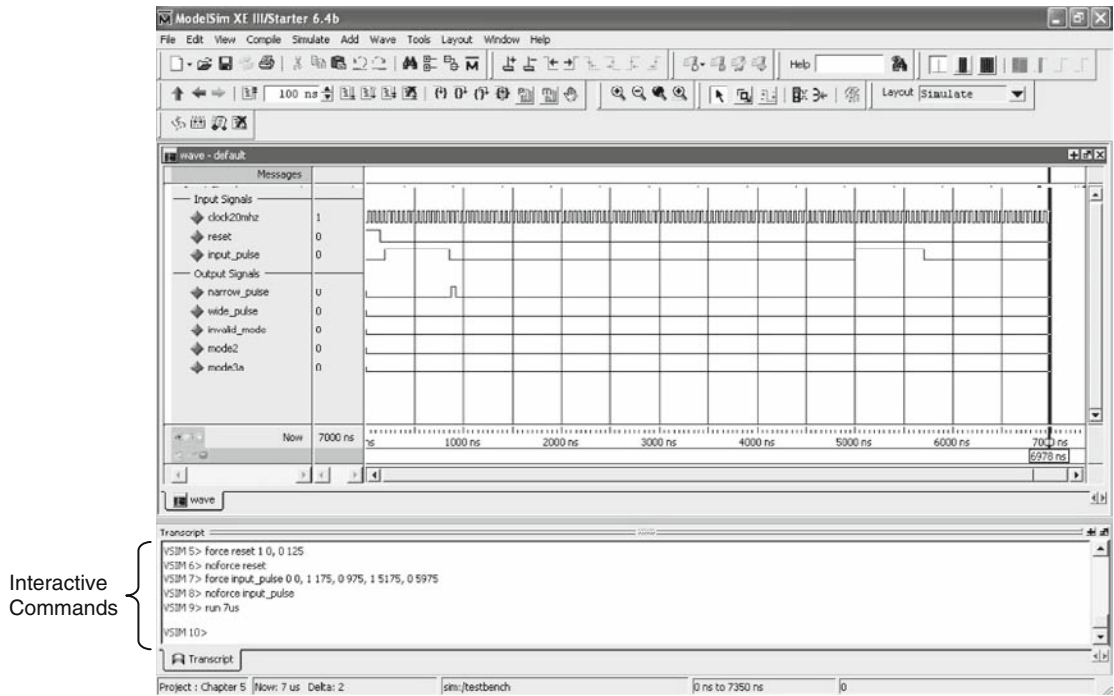 ModelSim XE III/Starter 6.4b
File Edit View Compile Simulate Add Wave Tools Layout Window Help
Help
100 ns Layout Simulate
wave - default
Messages
Input Signals
clock20mhz 1
reset 0
input_pulse 0
Output Signals
narrow_pulse 0
wide_pulse 0
invalid_mode 0
mode2 0
mode3a 0
Now 7000 ns ns 1000 ns 2000 ns 3000 ns 4000 ns 5000 ns 6000 ns 7000 ns
6978 ns
wave
Transcript
VSIM 5> force reset 1 0, 0 125
VSIM 6> noforce reset
VSIM 7> force input_pulse 0 0, 1 175, 0 975, 1 5175, 0 5975
VSIM 8> noforce input_pulse
VSIM 9> run 7us
VSIM 10>
Interactive
Commands
Transcript
Project : Chapter 5 Now: 7 us Delta: 2 sim:/testbench 0 ns to 7350 ns 0